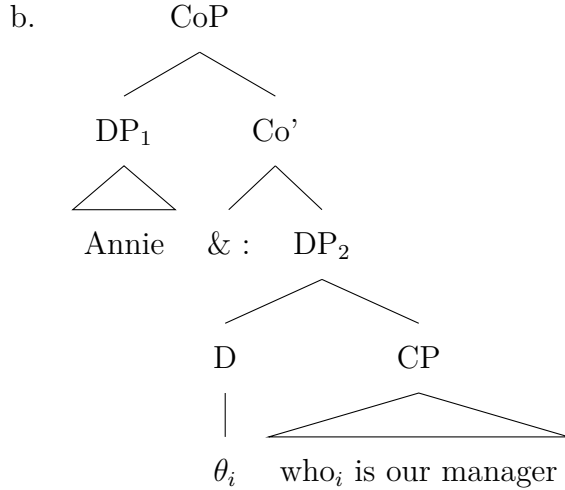 b. CoP
DP₁ Co’
Annie & : DP₂
D CP
θᵢ whoᵢ is our manager